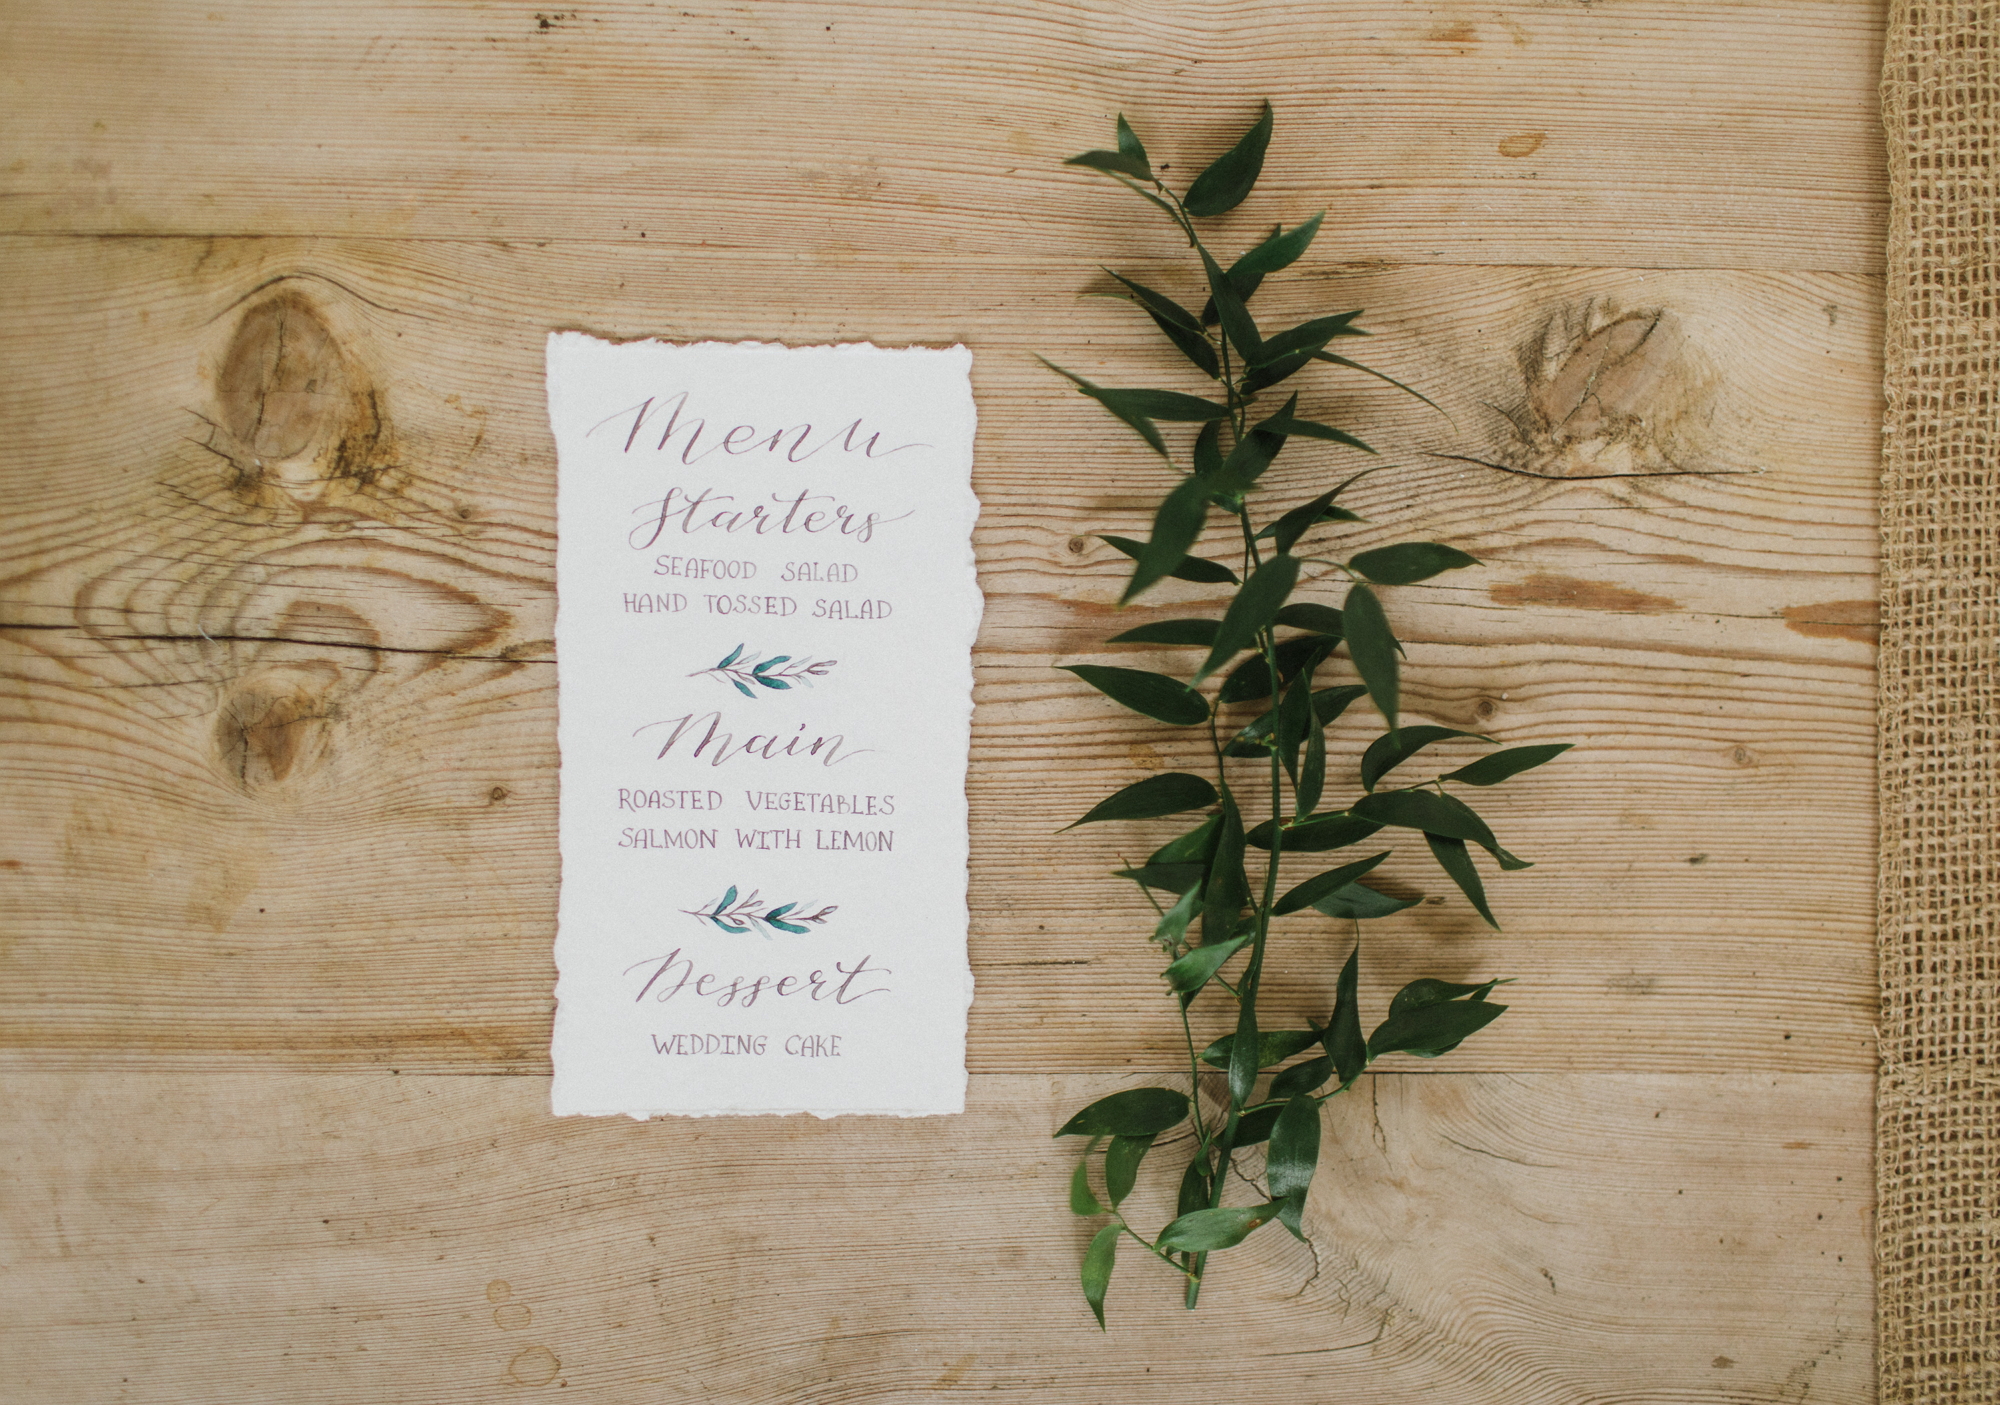 Menu
Starters
SEAFOOD SALAD
HAND TOSSED SALAD
Main
ROASTED VEGETABLES
SALMON WITH LEMON
Dessert
WEDDING CAKE